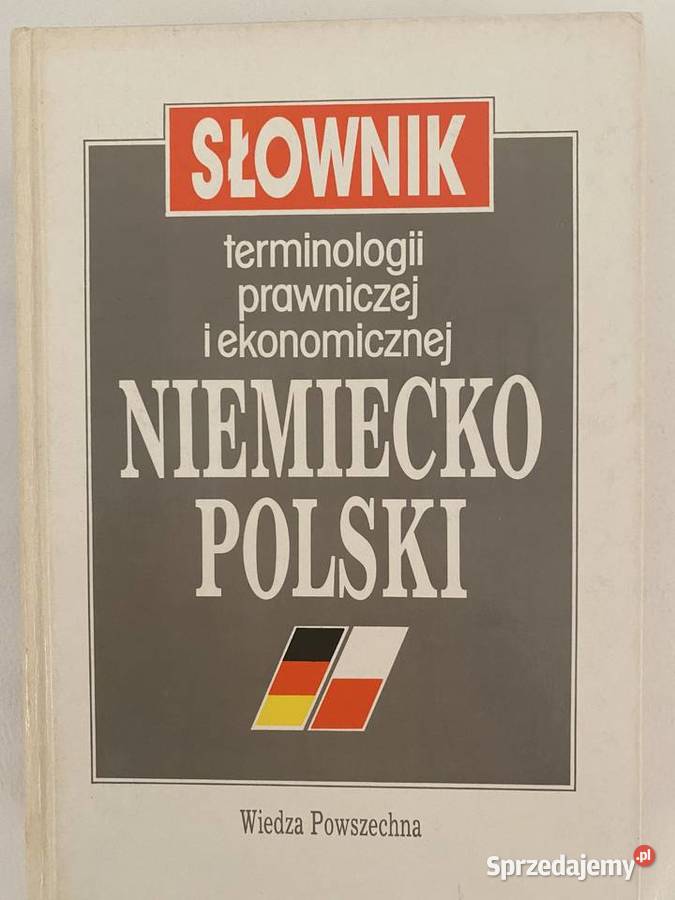 SŁOWNIK
terminologii
prawniczej
i ekonomicznej
NIEMIECKO
POLSKI
Wiedza Powszechna
Sprzedajemy.pl